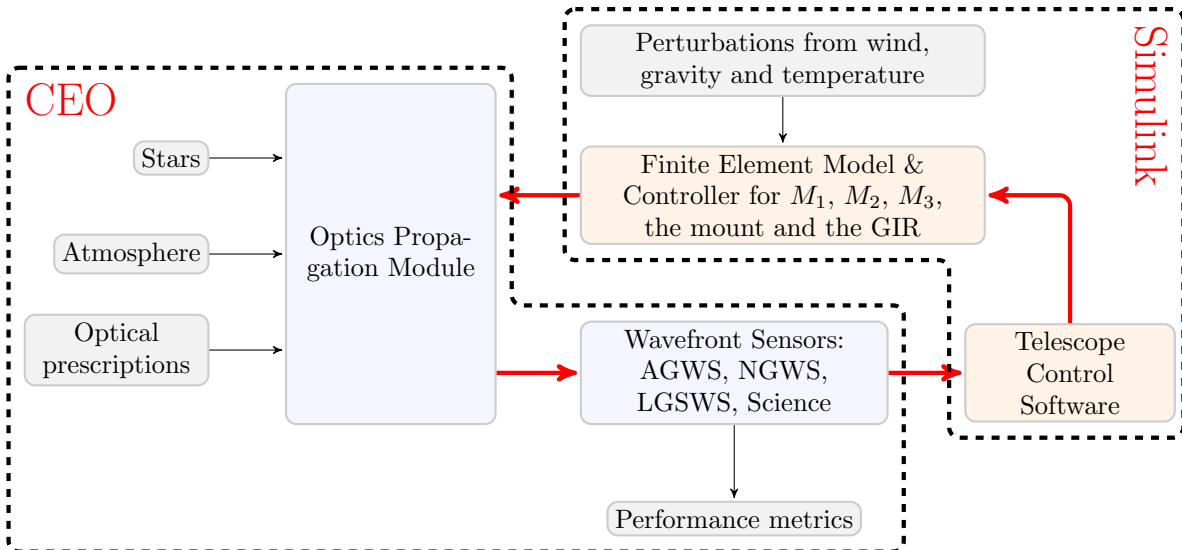 CEO
Stars
Atmosphere
Optical
prescriptions
Optics Propa-
gation Module
Perturbations from wind,
gravity and temperature
Simulink
Finite Element Model &
Controller for M₁, M₂, M₃,
the mount and the GIR
Wavefront Sensors:
AGWS, NGWS,
LGSWS, Science
Telescope
Control
Software
Performance metrics